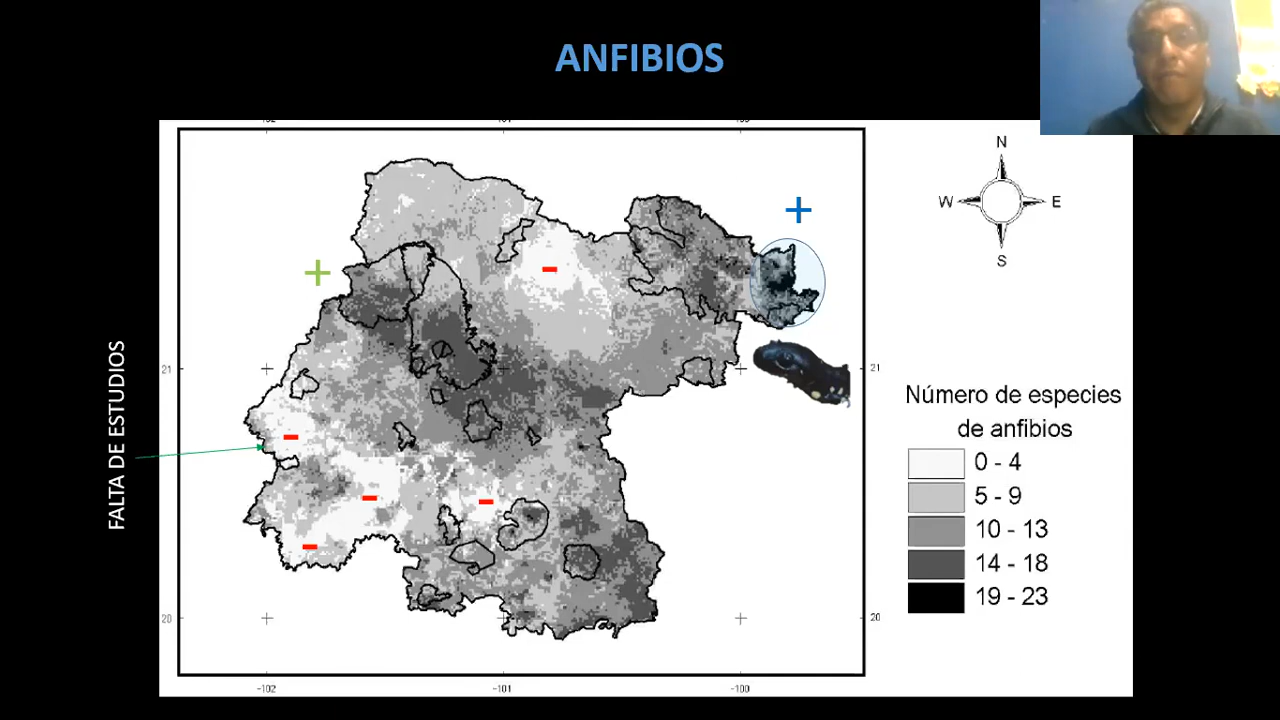 ANFIBIOS
N
W E
S
FALTA DE ESTUDIOS
21 21
20 20
-102 -101 -100
Número de especies
de anfibios
0 - 4
5 - 9
10 - 13
14 - 18
19 - 23